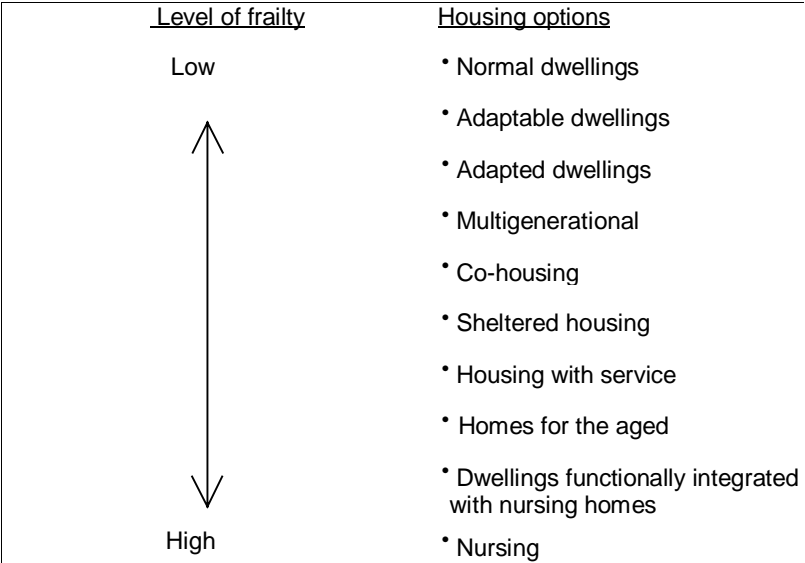 Level of frailty Housing options
Low • Normal dwellings
• Adaptable dwellings
• Adapted dwellings
• Multigenerational
• Co-housing
• Sheltered housing
• Housing with service
• Homes for the aged
• Dwellings functionally integrated
with nursing homes
High • Nursing